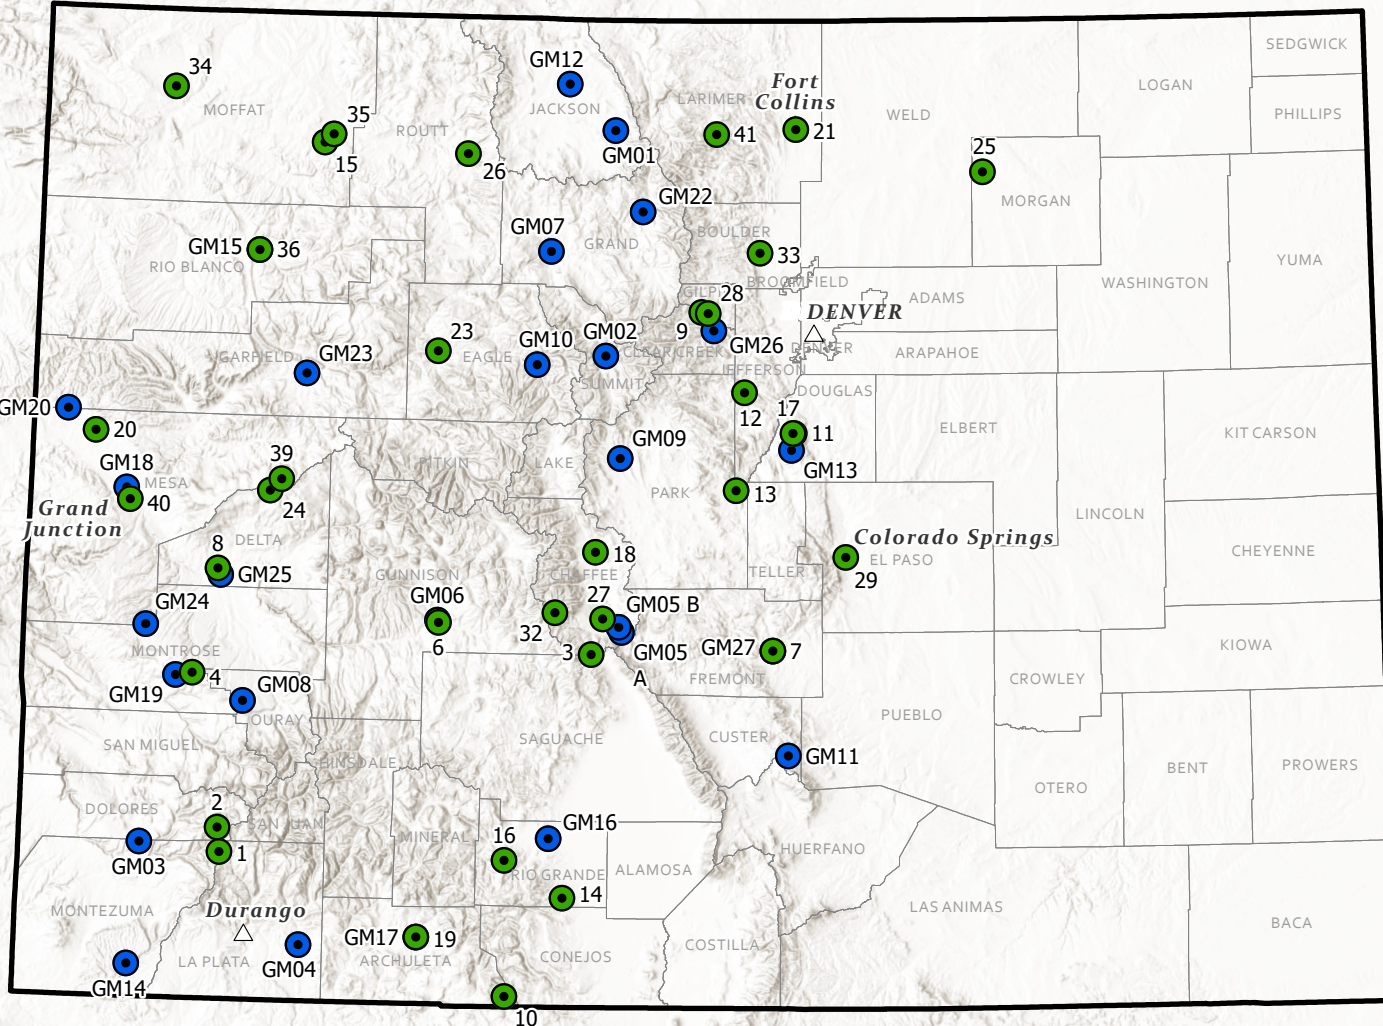 SEDGWICK
GM12
34
Fort
Collins
LOGAN
MOFFAT
JACKSON
LARIMER
WELD
PHILLIPS
35
ROUTT
41
21
15
26
GM01
25
MORGAN
GM22
GM15
36
RIO BLANCO
GM07
GRAND
BOULDER
33
YUMA
WASHINGTON
BROOMFIELD
GILPIN
28
ADAMS
DENVER
9
23
GM10
GM02
GM26
DENVER
GARFIELD
GM23
EAGLE
CLEAR CREEK
ARAPAHOE
JEFFERSON
SUMMIT
DOUGLAS
GM20
20
12
17
11
ELBERT
KIT CARSON
GM09
39
GM18
MESA
PITKIN
LAKE
GM13
40
24
PARK
13
Grand
Junction
LINCOLN
8
DELTA
Colorado Springs
18
EL PASO
CHEYENNE
GM25
GUNNISON
CHAFFEE
TELLER
29
GM24
GM06
27
GM05 B
32
6
3
GM05
A
GM27
7
MONTROSE
KIOWA
4
GM19
GM08
FREMONT
CROWLEY
OURAY
PUEBLO
SAN MIGUEL
SAGUACHE
CUSTER
GM11
HINSDALE
BENT
PROWERS
OTERO
DOLORES
2
SAN JUAN
MINERAL
16
GM16
GM03
1
HUERFANO
RIO GRANDE
ALAMOSA
14
MONTEZUMA
Durango
LAS ANIMAS
BACA
GM17
19
COSTILLA
LA PLATA
GM04
ARCHULETA
CONEJOS
GM14
10